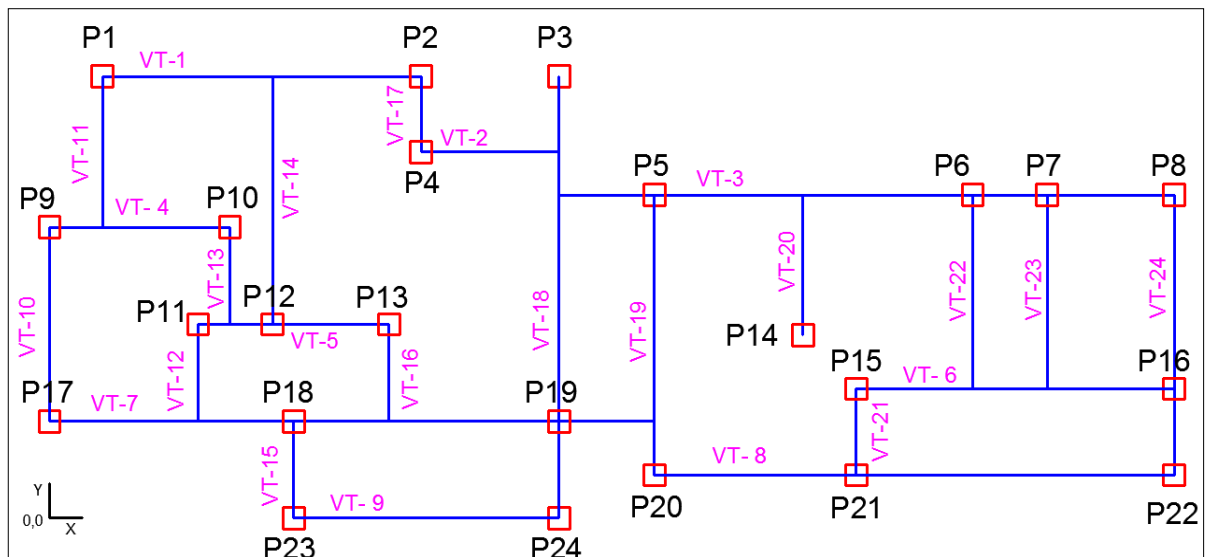 P1
P2
P3
VT-1
VT-17
VT-2
VT-11
VT-14
P4
P5
P6
P7
P8
VT-3
P9
P10
VT- 4
VT-13
VT-20
VT-22
VT-23
VT-24
VT-10
P11
P12
P13
VT-5
VT-18
VT-19
P14
VT-12
VT-16
P15
VT- 6
P16
P17
VT-7
P18
P19
VT-21
VT-15
VT- 8
VT- 9
P20
P21
P22
Y
0,0
X
P23
P24